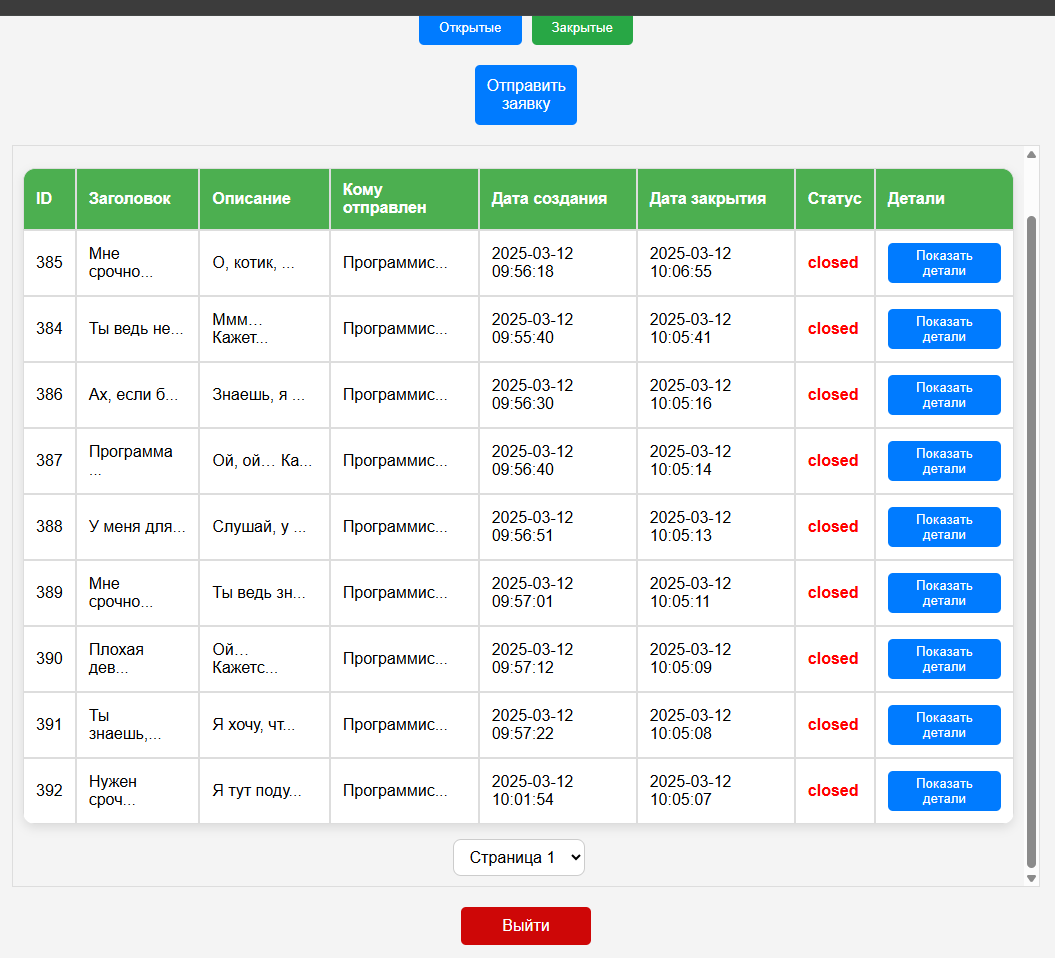 Открытые
Закрытые
Отправить
заявку
ID
Заголовок
Описание
Кому
отправлен
Дата создания
Дата закрытия
Статус
Детали
385
Мне
срочно...
О, котик, ...
Программис...
2025-03-12
09:56:18
2025-03-12
10:06:55
closed
Показать
детали
384
Ты ведь не...
Ммм…
Кажет...
Программис...
2025-03-12
09:55:40
2025-03-12
10:05:41
closed
Показать
детали
386
Ах, если б...
Знаешь, я ...
Программис...
2025-03-12
09:56:30
2025-03-12
10:05:16
closed
Показать
детали
387
Программа
...
Ой, ой… Ка...
Программис...
2025-03-12
09:56:40
2025-03-12
10:05:14
closed
Показать
детали
388
У меня для...
Слушай, у ...
Программис...
2025-03-12
09:56:51
2025-03-12
10:05:13
closed
Показать
детали
389
Мне
срочно...
Ты ведь зн...
Программис...
2025-03-12
09:57:01
2025-03-12
10:05:11
closed
Показать
детали
390
Плохая
дев...
Ой…
Кажетс...
Программис...
2025-03-12
09:57:12
2025-03-12
10:05:09
closed
Показать
детали
391
Ты
знаешь,...
Я хочу, чт...
Программис...
2025-03-12
09:57:22
2025-03-12
10:05:08
closed
Показать
детали
392
Нужен
сроч...
Я тут поду...
Программис...
2025-03-12
10:01:54
2025-03-12
10:05:07
closed
Показать
детали
Страница 1
Выйти